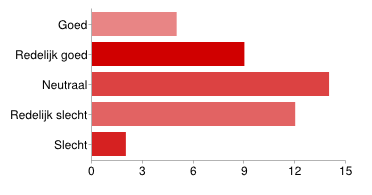 Goed
Redelijk goed
Neutraal
Redelijk slecht
Slecht
0 3 6 9 12 15